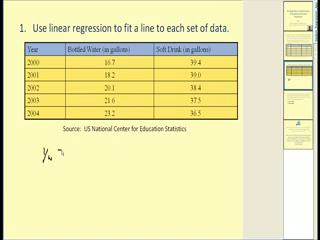 1. Use linear regression to fit a line to each set of data.
Year Bottled Water (in gallons) Soft Drink (in gallons)
2000 16.7 39.4
2001 18.2 39.0
2002 20.1 38.4
2003 21.6 37.5
2004 23.2 36.5
Source: US National Center for Education Statistics